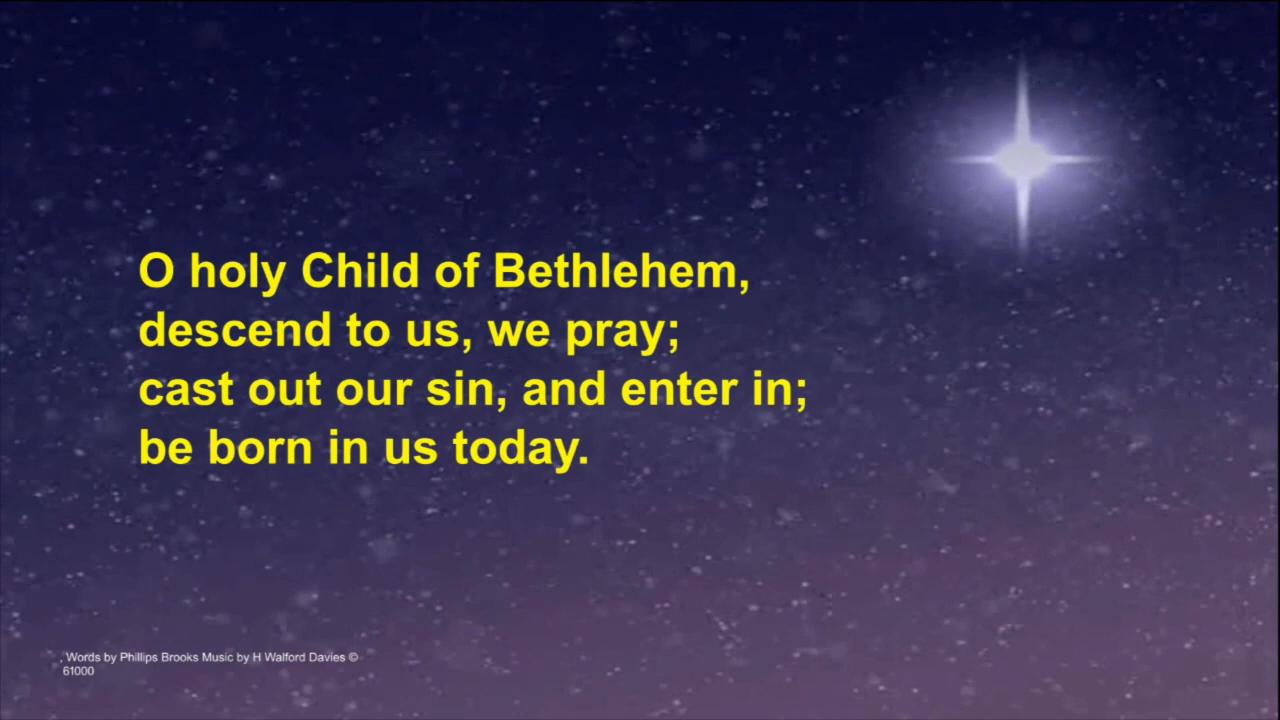 O holy Child of Bethlehem,
descend to us, we pray;
cast out our sin, and enter in;
be born in us today.
, Words by Phillips Brooks Music by H Walford Davies ©
61000